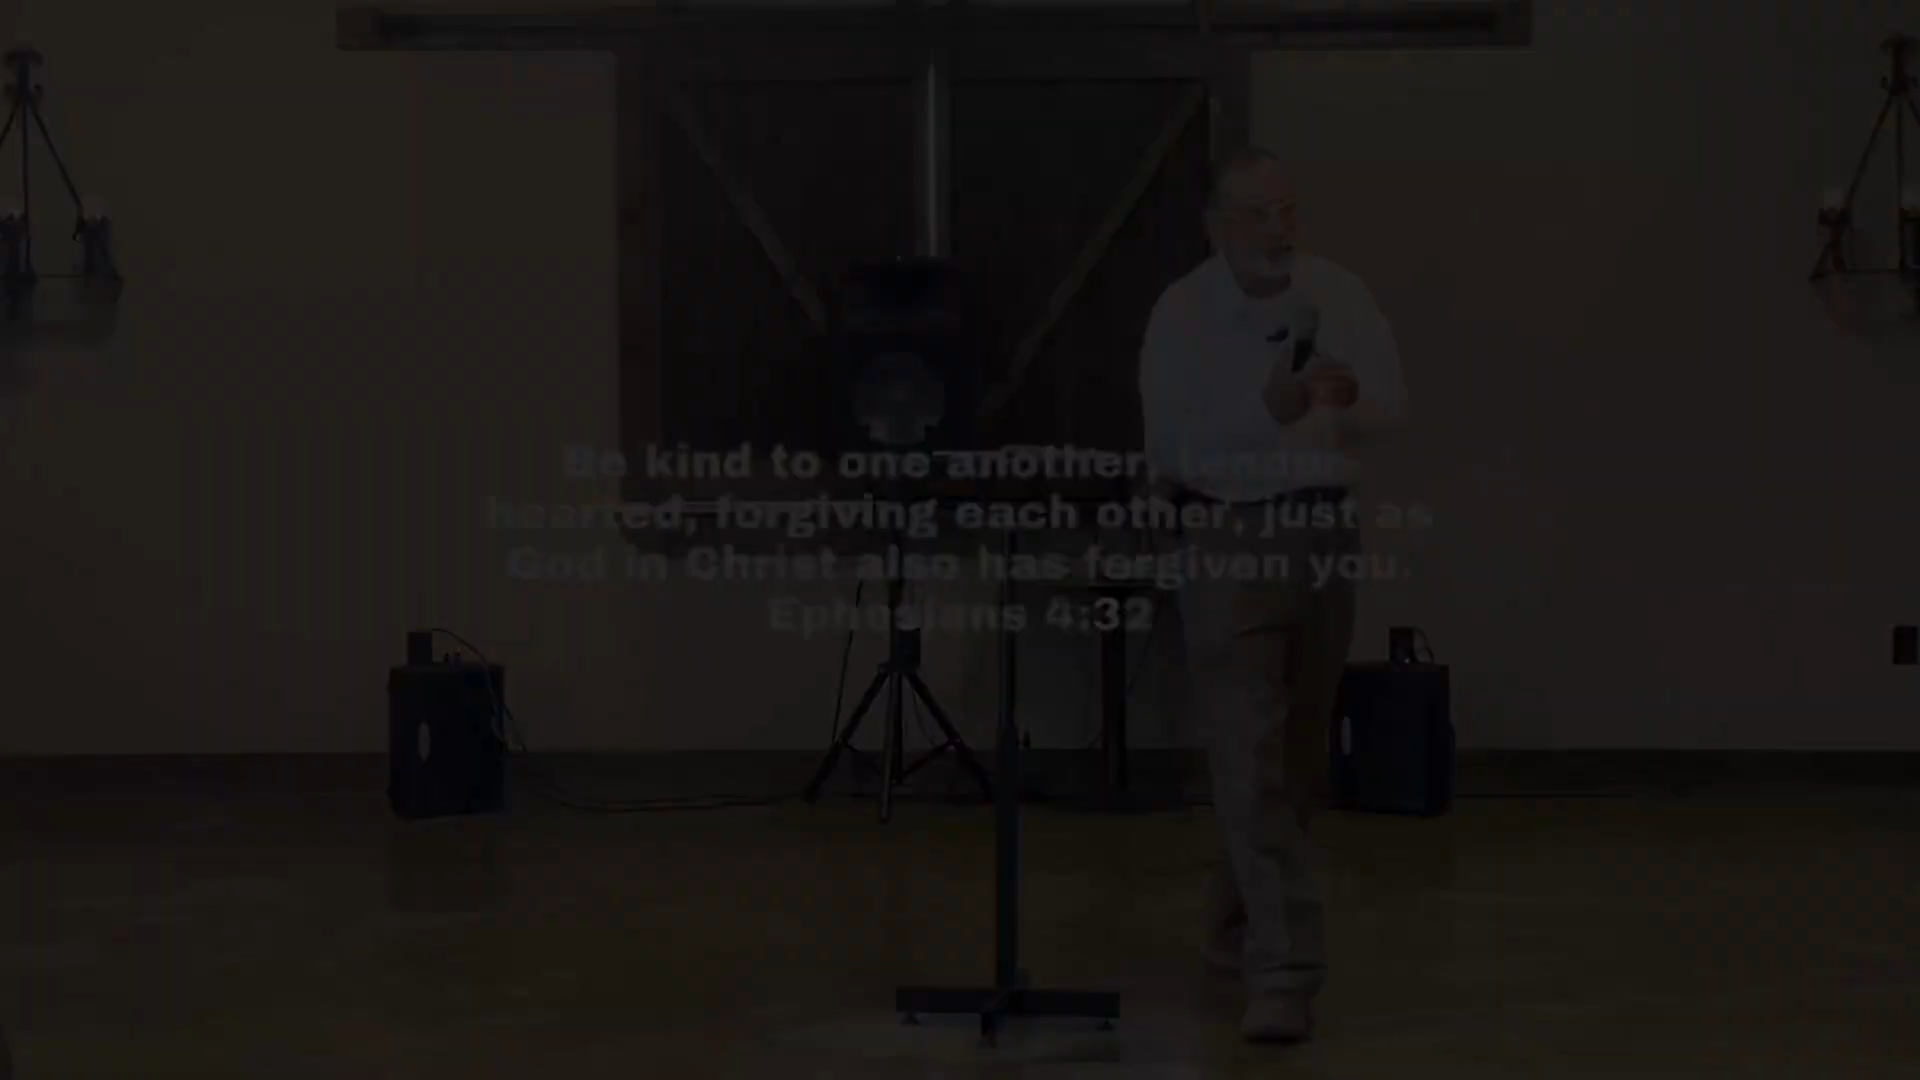 Be kind to one another, tender-
hearted, forgiving each other, just as
God in Christ also has forgiven you.
Ephesians 4:32